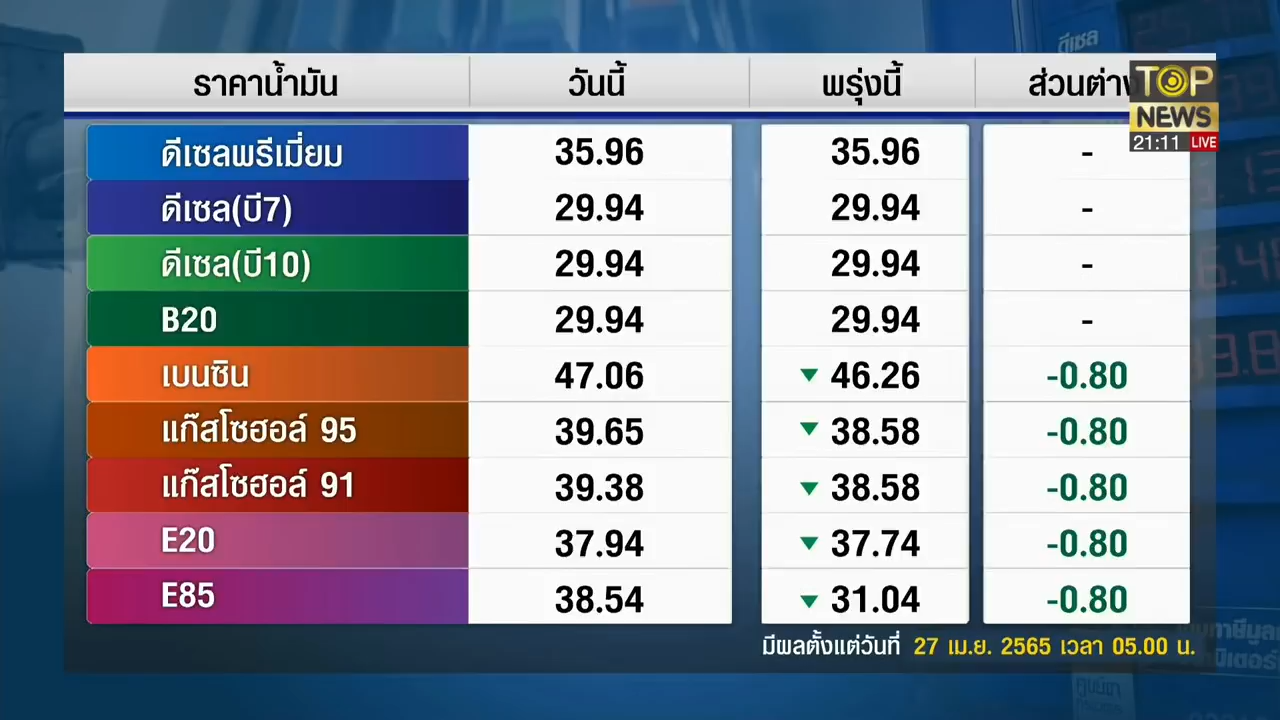 ดีเซล
ราคาน้ำมัน วันนี้ พรุ่งนี้ ส่วนต่าง
TOP
NEWS
21:11 LIVE
ดีเซลพรีเมี่ยม 35.96 35.96 -
ดีเซล(บี7) 29.94 29.94 -
ดีเซล(บี10) 29.94 29.94 -
B20 29.94 29.94 -
เบนซิน 47.06 46.26 -0.80
แก๊สโซฮอล์ 95 39.65 38.58 -0.80
แก๊สโซฮอล์ 91 39.38 38.58 -0.80
E20 37.94 37.74 -0.80
E85 38.54 31.04 -0.80
มีผลตั้งแต่วันที่ 27 เม.ย. 2565 เวลา 05.00 น.